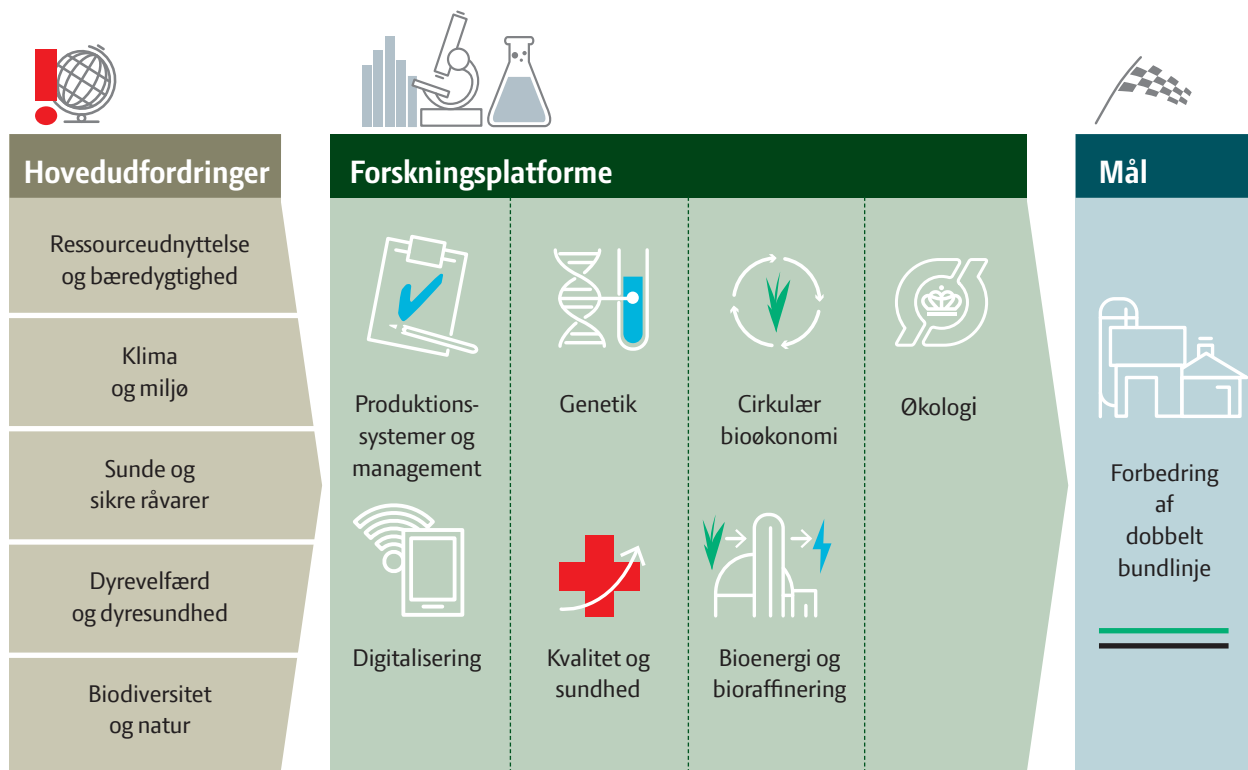 Hovedudfordringer
Ressourceudnyttelse
og bæredygtighed
Klima
og miljø
Sunde og
sikre råvarer
Dyrevelfærd
og dyresundhed
Biodiversitet
og natur
Forskningsplatforme
Produktions-
systemer og
management
Genetik
Cirkulær
bioøkonomi
Økologi
Digitalisering
Kvalitet og
sundhed
Bioenergi og
bioraffinering
Mål
Forbedring
af
dobbelt
bundlinje